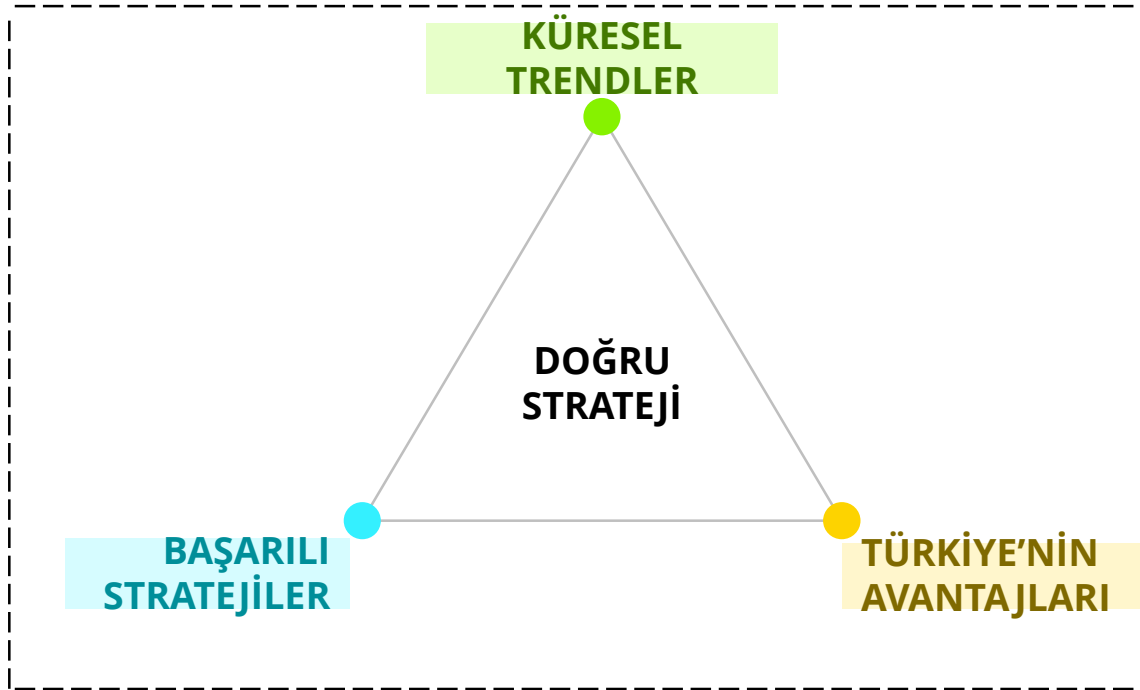 KÜRESEL
TRENDLER
DOĞRU
STRATEJİ
BAŞARILI
STRATEJİLER
TÜRKİYE’NİN
AVANTAJLARI